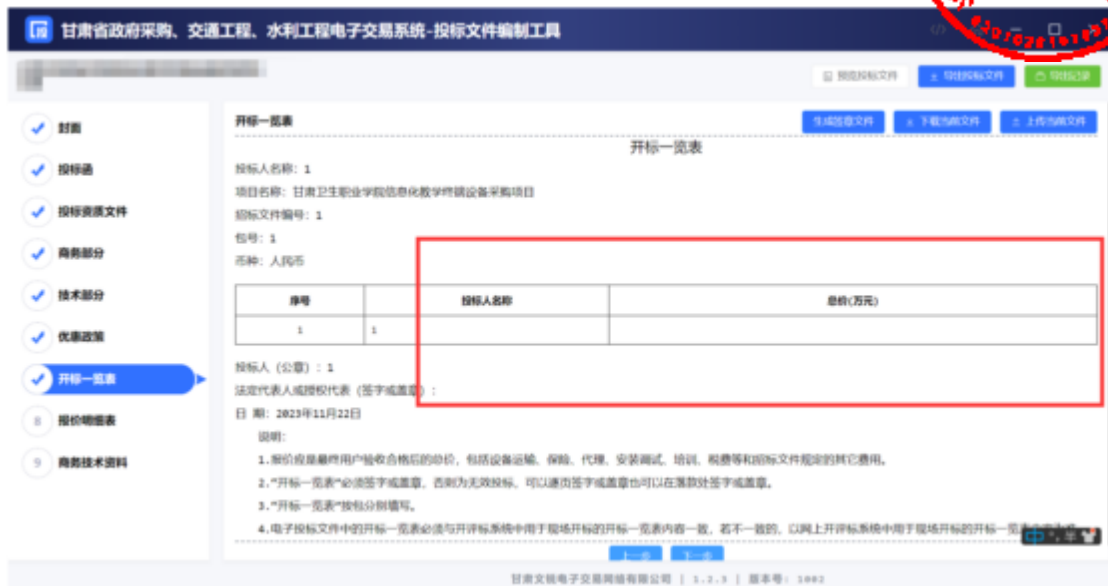 甘肃省政府采购、交通工程、水利工程电子交易系统-投标文件编制工具
预览投标文件
导出投标文件
导出记录
封面
投标函
投标资质文件
商务部分
技术部分
优惠政策
开标一览表
8 报价明细表
9 商务技术资料
开标一览表
生成签章文件
下载当前文件
上传当前文件
开标一览表
投标人名称: 1
项目名称: 甘肃卫生职业学院信息化教学终端设备采购项目
招标文件编号: 1
包号: 1
币种: 人民币
序号 投标人名称 总价(万元)
1 1
投标人（公章）: 1
法定代表人或授权代表（签字或盖章）:
日 期: 2023年11月22日
说明:
1.报价应是最终用户验收合格后的总价, 包括设备运输、保险、代理、安装调试、培训、税费等和招标文件规定的其它费用。
2."开标一览表"必须签字或盖章, 否则为无效投标, 可以逐页签字或盖章也可以在落款处签字或盖章。
3."开标一览表"按包分别填写。
4.电子投标文件中的开标一览表必须与开评标系统中用于现场开标的开标一览表内容一致, 若不一致的, 以网上开评标系统中用于现场开标的开标一览
中
上一步
下一步
甘肃文锐电子交易网络有限公司 | 1.2.3 | 版本号: 1002